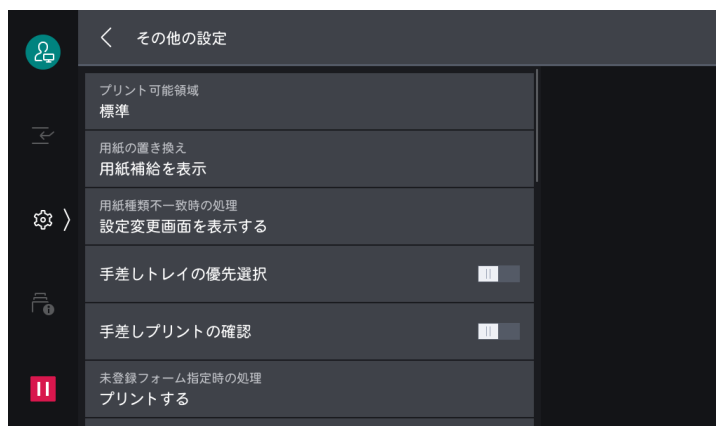 その他の設定
プリント可能領域
標準
用紙の置き換え
用紙補給を表示
用紙種類不一致時の処理
設定変更画面を表示する
手差しトレイの優先選択
手差しプリントの確認
未登録フォーム指定時の処理
プリントする